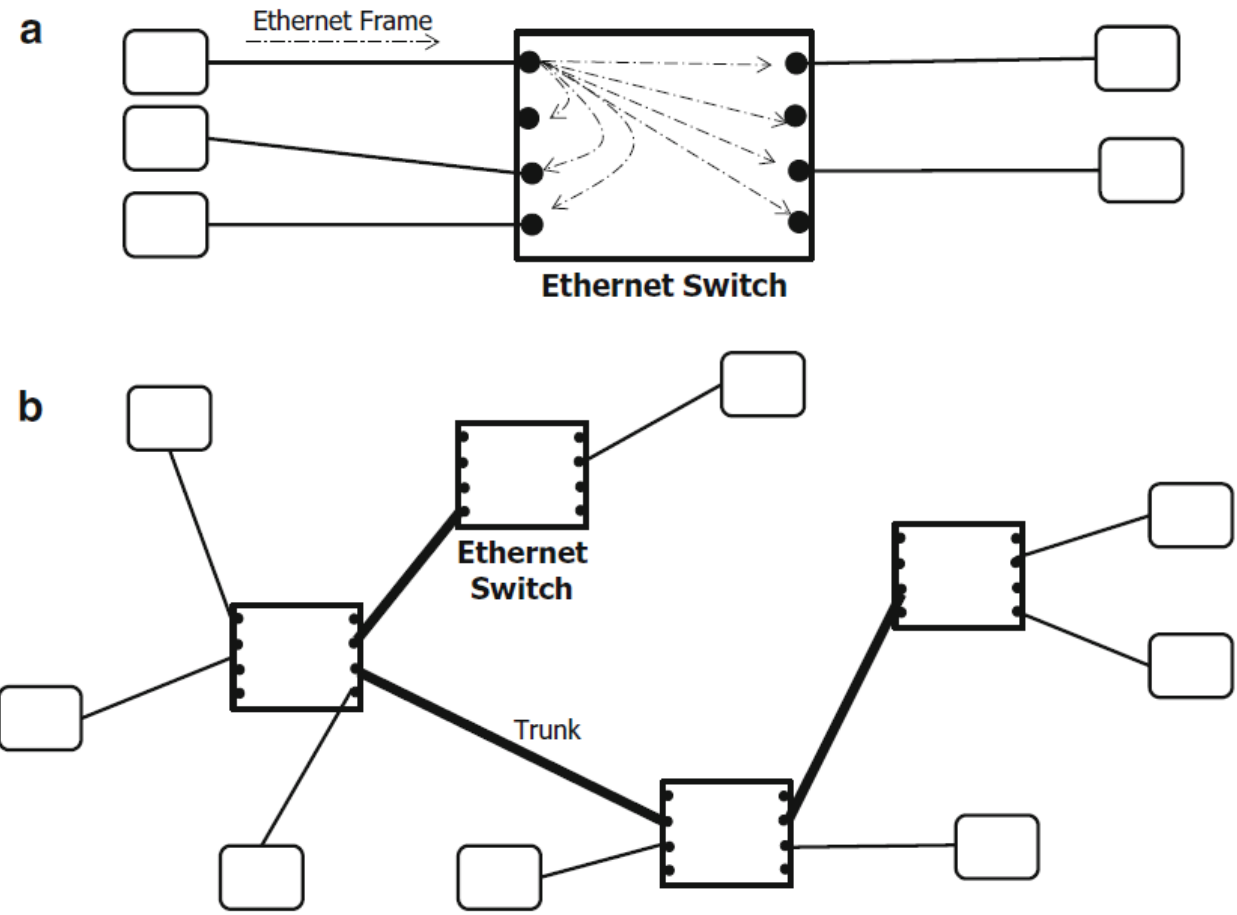 a
Ethernet Frame
Ethernet Switch
b
Ethernet
Switch
Trunk